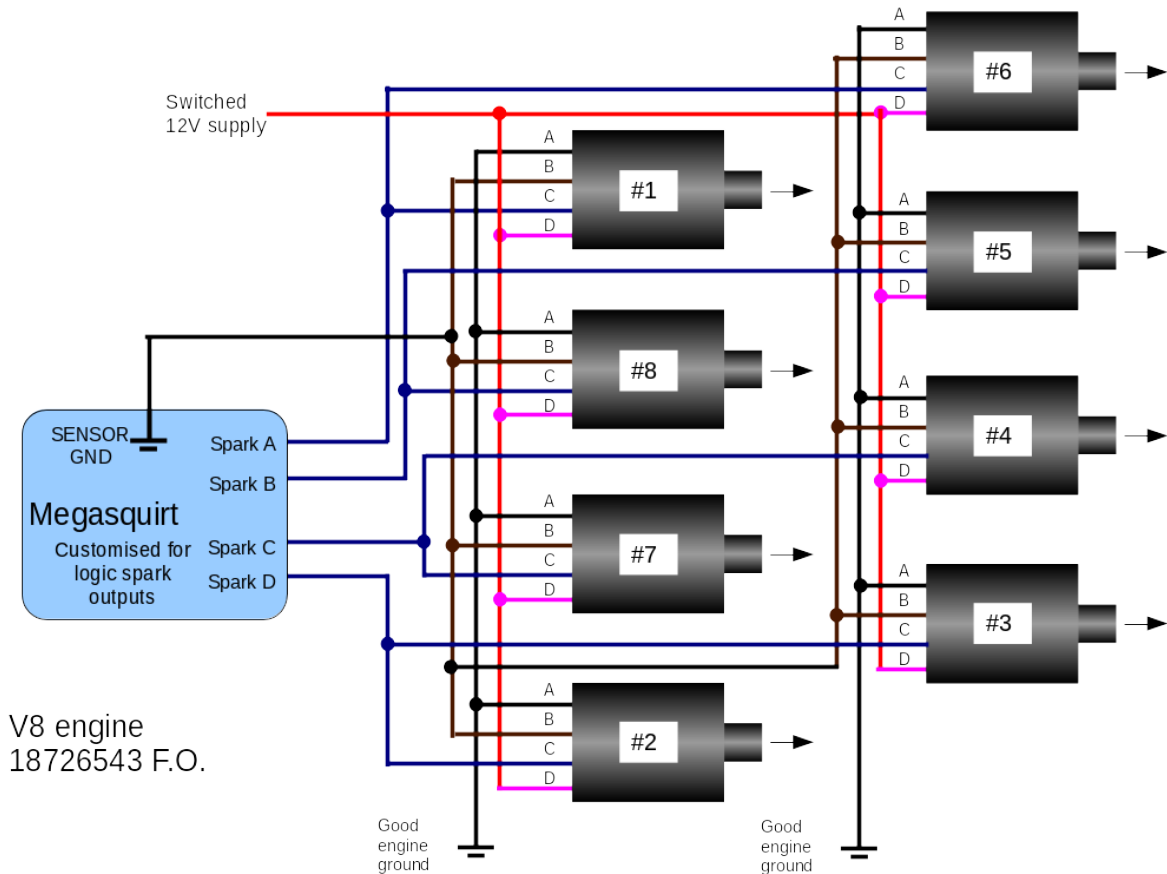 A
B
C
D
#6
Switched
12V supply
A
B
C
D
#1
A
B
C
D
#5
A
B
C
D
#8
A
B
C
D
#4
SENSOR
GND
Spark A
Spark B
Megasquirt
Customised for
logic spark
outputs
Spark C
Spark D
A
B
C
D
#7
A
B
C
D
#3
A
B
C
D
#2
V8 engine
18726543 F.O.
Good
engine
ground
Good
engine
ground